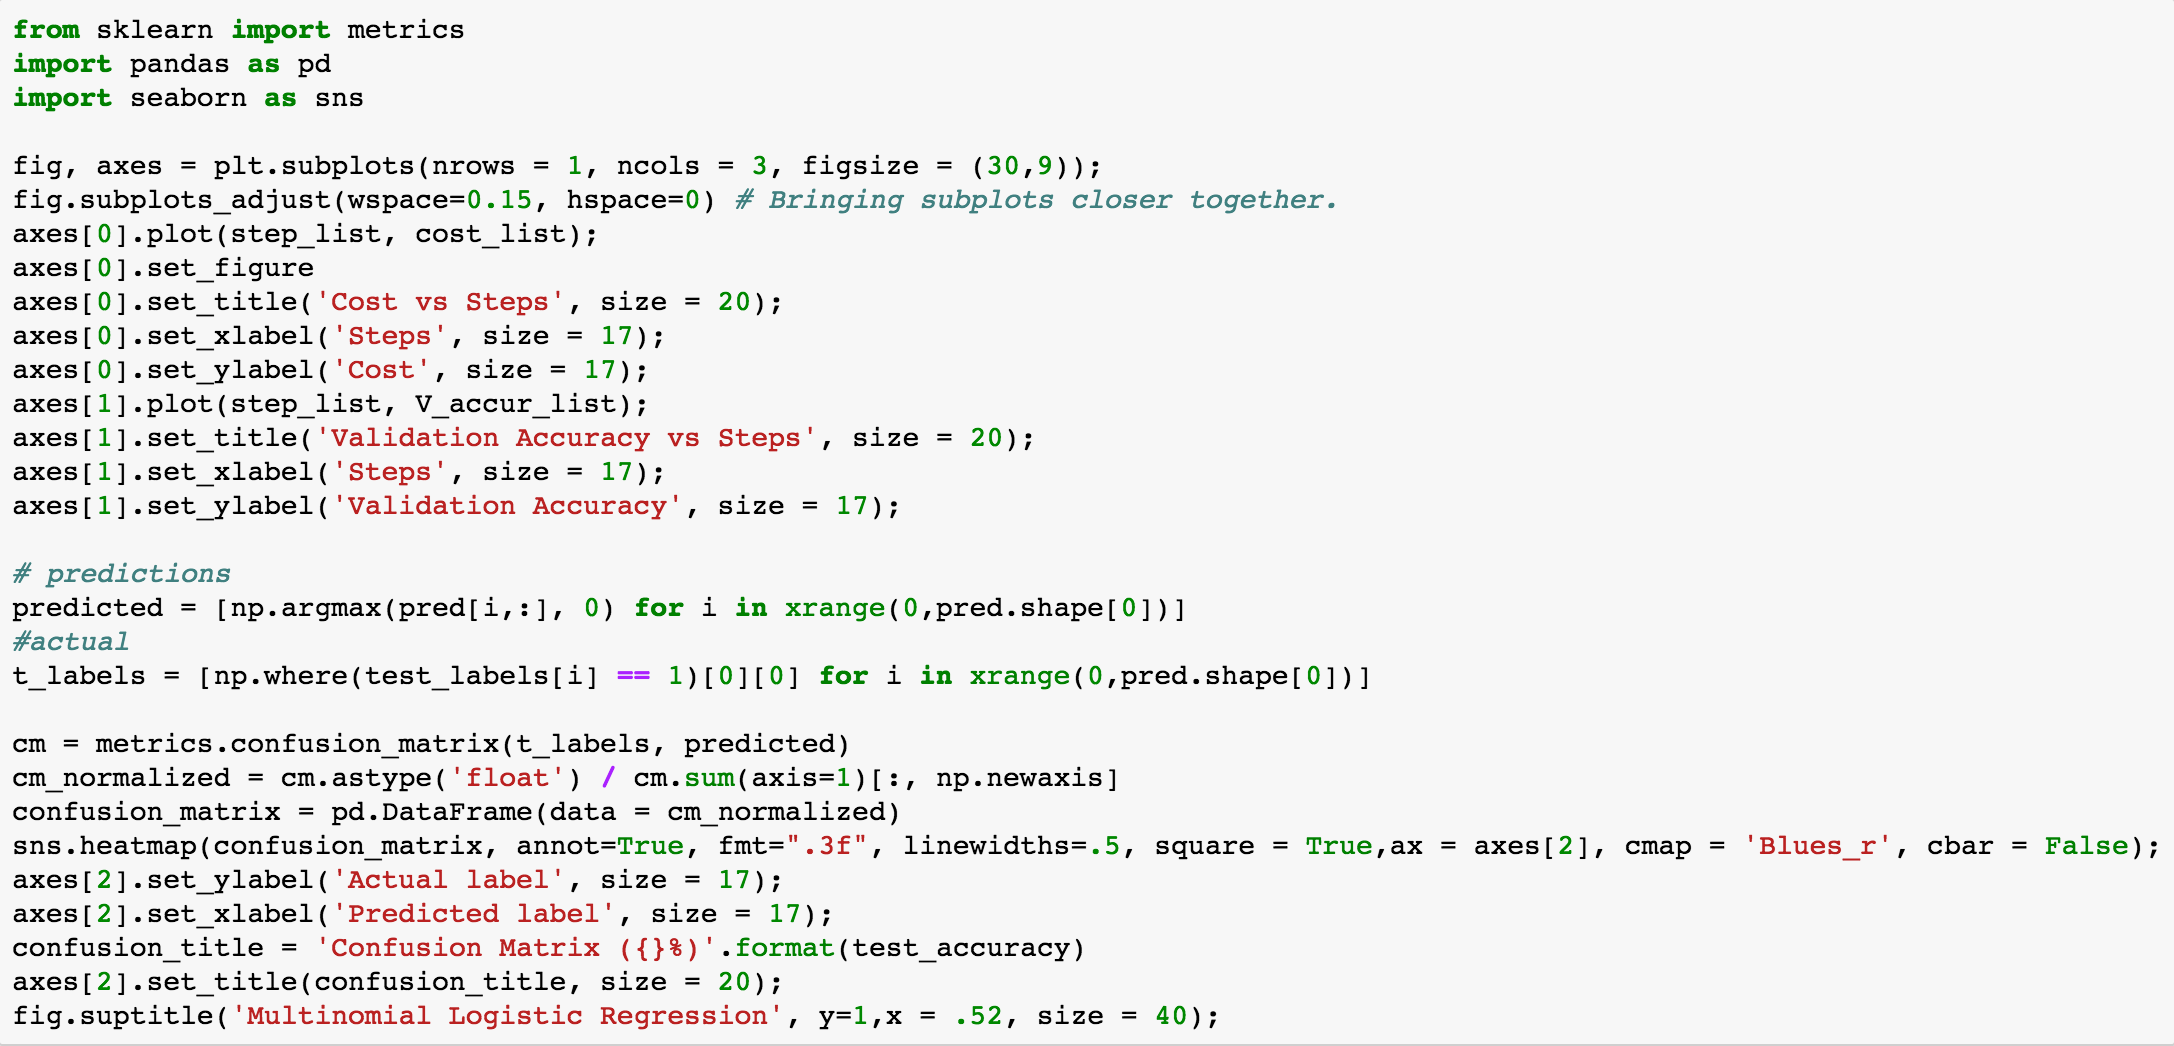 from sklearn import metrics
import pandas as pd
import seaborn as sns

fig, axes = plt.subplots(nrows = 1, ncols = 3, figsize = (30,9));
fig.subplots_adjust(wspace=0.15, hspace=0) # Bringing subplots closer together.
axes[0].plot(step_list, cost_list);
axes[0].set_figure
axes[0].set_title('Cost vs Steps', size = 20);
axes[0].set_xlabel('Steps', size = 17);
axes[0].set_ylabel('Cost', size = 17);
axes[1].plot(step_list, V_accur_list);
axes[1].set_title('Validation Accuracy vs Steps', size = 20);
axes[1].set_xlabel('Steps', size = 17);
axes[1].set_ylabel('Validation Accuracy', size = 17);

# predictions
predicted = [np.argmax(pred[i,:], 0) for i in xrange(0,pred.shape[0])]
#actual
t_labels = [np.where(test_labels[i] == 1)[0][0] for i in xrange(0,pred.shape[0])]

cm = metrics.confusion_matrix(t_labels, predicted)
cm_normalized = cm.astype('float') / cm.sum(axis=1)[:, np.newaxis]
confusion_matrix = pd.DataFrame(data = cm_normalized)
sns.heatmap(confusion_matrix, annot=True, fmt=".3f", linewidths=.5, square = True,ax = axes[2], cmap = 'Blues_r', cbar = False);
axes[2].set_ylabel('Actual label', size = 17);
axes[2].set_xlabel('Predicted label', size = 17);
confusion_title = 'Confusion Matrix ({}%)'.format(test_accuracy)
axes[2].set_title(confusion_title, size = 20);
fig.suptitle('Multinomial Logistic Regression', y=1,x = .52, size = 40);